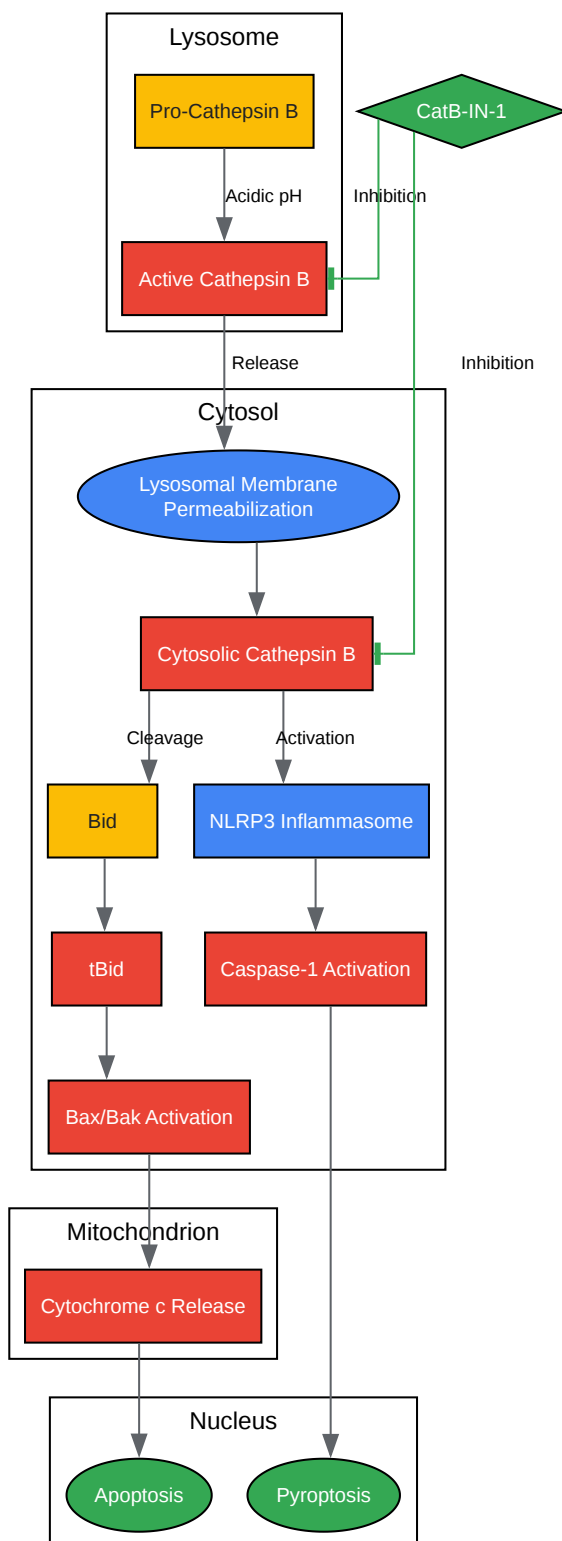 Lysosome
Pro-Cathepsin B
CatB-IN-1
Acidic pH
Inhibition
Active Cathepsin B
Release
Inhibition
Cytosol
Lysosomal Membrane
Permeabilization
Cytosolic Cathepsin B
Cleavage
Activation
Bid
NLRP3 Inflammasome
tBid
Caspase-1 Activation
Bax/Bak Activation
Mitochondrion
Cytochrome c Release
Nucleus
Apoptosis
Pyroptosis